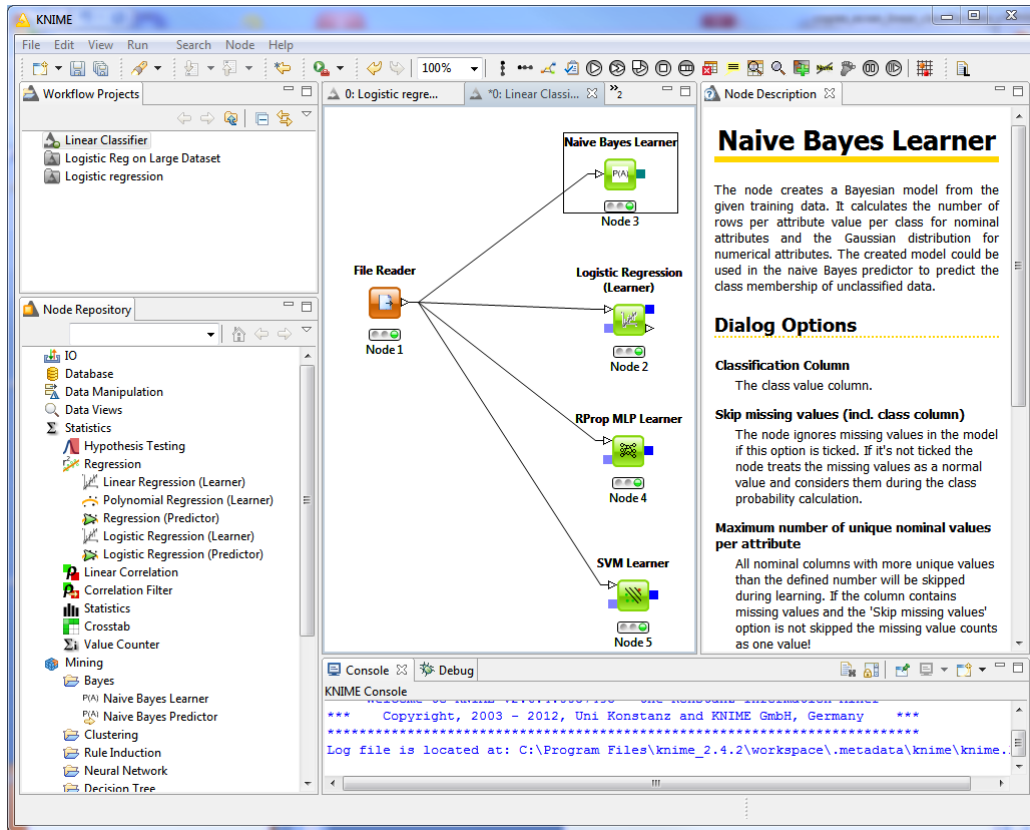 KNIME
File Edit View Run Search Node Help
100%
Workflow Projects
Linear Classifier
Logistic Reg on Large Dataset
Logistic regression
Node Repository
IO
Database
Data Manipulation
Data Views
Statistics
Hypothesis Testing
Regression
Linear Regression (Learner)
Polynomial Regression (Learner)
Regression (Predictor)
Logistic Regression (Learner)
Logistic Regression (Predictor)
Linear Correlation
Correlation Filter
Statistics
Crosstab
Value Counter
Mining
Bayes
P(A) Naive Bayes Learner
P(A) Naive Bayes Predictor
Clustering
Rule Induction
Neural Network
Decision Tree
0: Logistic regre...
*0: Linear Classi...
»2
Naive Bayes Learner
P(A)
Node 3
File Reader
Node 1
Logistic Regression
(Learner)
Node 2
RProp MLP Learner
Node 4
SVM Learner
Node 5
Node Description
Naive Bayes Learner
The node creates a Bayesian model from the
given training data. It calculates the number of
rows per attribute value per class for nominal
attributes and the Gaussian distribution for
numerical attributes. The created model could be
used in the naive Bayes predictor to predict the
class membership of unclassified data.
Dialog Options
Classification Column
The class value column.
Skip missing values (incl. class column)
The node ignores missing values in the model
if this option is ticked. If it's not ticked the
node treats the missing values as a normal
value and considers them during the class
probability calculation.
Maximum number of unique nominal values
per attribute
All nominal columns with more unique values
than the defined number will be skipped
during learning. If the column contains
missing values and the 'Skip missing values'
option is not skipped the missing value counts
as one value!
Console
Debug
KNIME Console
*** Copyright, 2003 - 2012, Uni Konstanz and KNIME GmbH, Germany ***
Log file is located at: C:\Program Files\knime_2.4.2\workspace\.metadata\knime\knime.